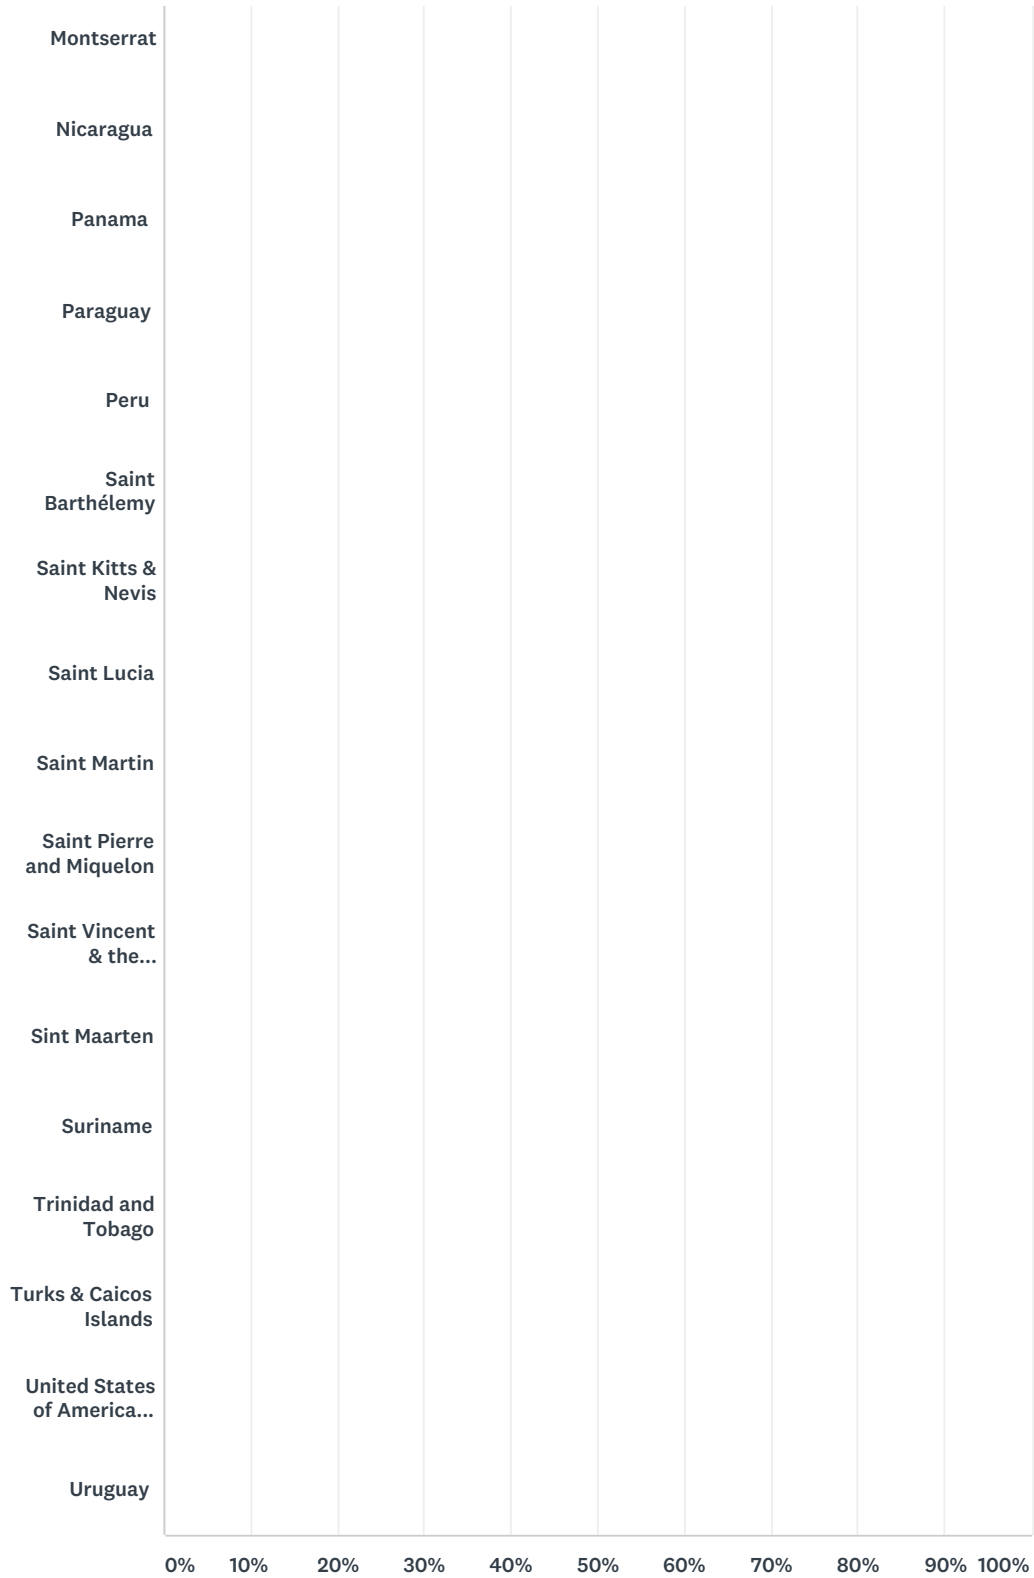 Montserrat
Nicaragua
Panama
Paraguay
Peru
Saint
Barthélemy
Saint Kitts &
Nevis
Saint Lucia
Saint Martin
Saint Pierre
and Miquelon
Saint Vincent
& the...
Sint Maarten
Suriname
Trinidad and
Tobago
Turks & Caicos
Islands
United States
of America...
Uruguay
0% 10% 20% 30% 40% 50% 60% 70% 80% 90% 100%